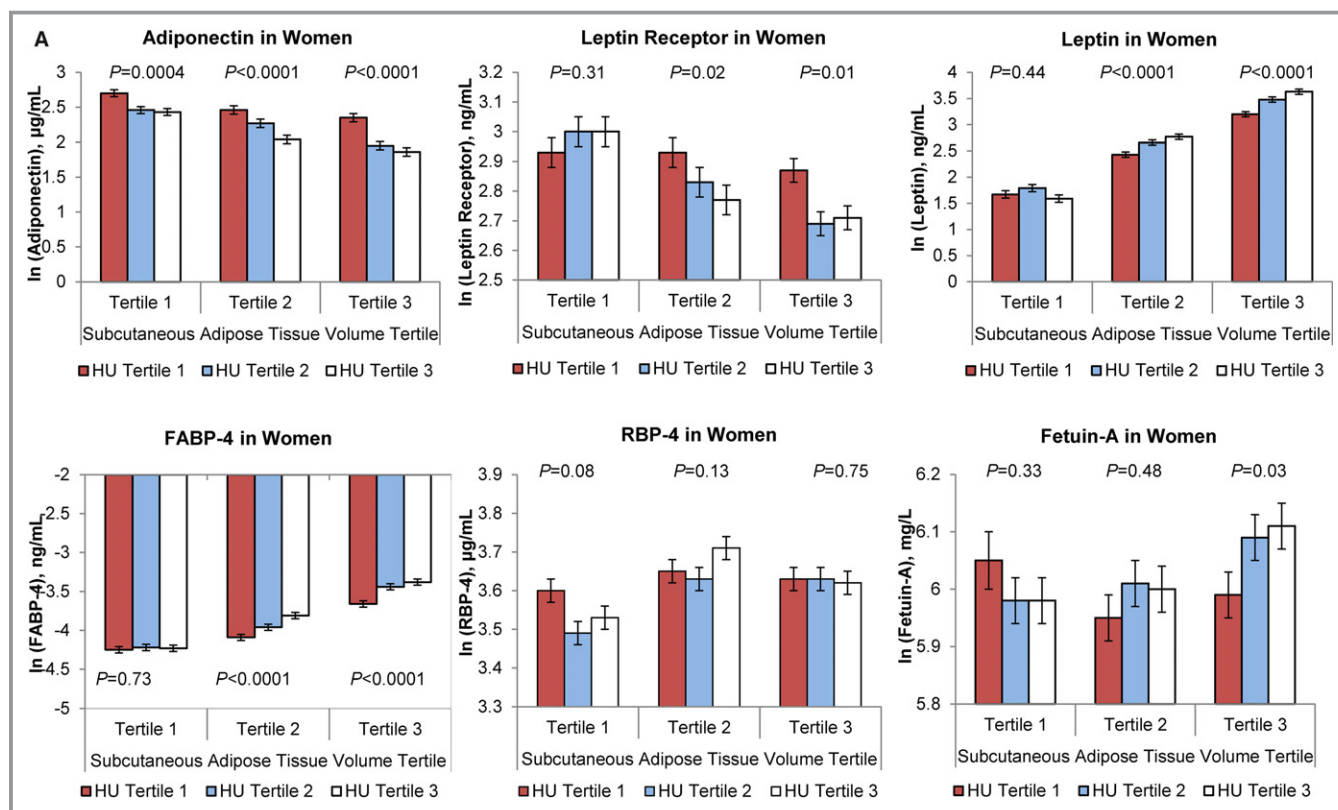 A
Adiponectin in Women
P=0.0004 P<0.0001 P<0.0001
ln (Adiponectin), µg/mL
3
2.5
2
1.5
1
0.5
0
Tertile 1 Tertile 2 Tertile 3
Subcutaneous Adipose Tissue Volume Tertile
HU Tertile 1 HU Tertile 2 HU Tertile 3
Leptin Receptor in Women
P=0.31 P=0.02 P=0.01
ln (Leptin Receptor), ng/mL
3.2
3.1
3
2.9
2.8
2.7
2.6
2.5
Tertile 1 Tertile 2 Tertile 3
Subcutaneous Adipose Tissue Volume Tertile
HU Tertile 1 HU Tertile 2 HU Tertile 3
Leptin in Women
P=0.44 P<0.0001 P<0.0001
ln (Leptin), ng/mL
4
3.5
3
2.5
2
1.5
1
0.5
0
Tertile 1 Tertile 2 Tertile 3
Subcutaneous Adipose Tissue Volume Tertile
HU Tertile 1 HU Tertile 2 HU Tertile 3
FABP-4 in Women
ln (FABP-4), ng/mL
-2
-2.5
-3
-3.5
-4
-4.5
-5
P=0.73 P<0.0001 P<0.0001
Tertile 1 Tertile 2 Tertile 3
Subcutaneous Adipose Tissue Volume Tertile
HU Tertile 1 HU Tertile 2 HU Tertile 3
RBP-4 in Women
P=0.08 P=0.13 P=0.75
ln (RBP-4), µg/mL
3.9
3.8
3.7
3.6
3.5
3.4
3.3
Tertile 1 Tertile 2 Tertile 3
Subcutaneous Adipose Tissue Volume Tertile
HU Tertile 1 HU Tertile 2 HU Tertile 3
Fetuin-A in Women
P=0.33 P=0.48 P=0.03
ln (Fetuin-A), mg/L
6.2
6.1
6
5.9
5.8
Tertile 1 Tertile 2 Tertile 3
Subcutaneous Adipose Tissue Volume Tertile
HU Tertile 1 HU Tertile 2 HU Tertile 3